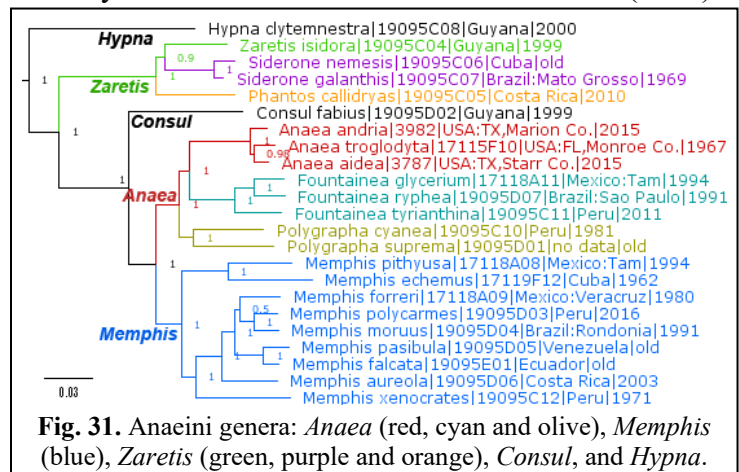 Hypna clytemnestra|19095C08|Guyana|2000
Hypna
Zaretis isidora|19095C04|Guyana|1999
0.9
Siderone nemesis|19095C06|Cuba|old
1
1
1
Siderone galanthis|19095C07|Brazil:Mato Grosso|1969
Zaretis
Phantos callidryas|19095C05|Costa Rica|2010
Consul
Consul fabius|19095D02|Guyana|1999
1
Anaea andria|3982|USA:TX,Marion Co.|2015
1
Anaea troglodyta|17115F10|USA:FL,Monroe Co.|1967
0.98
Anaea aidea|3787|USA:TX,Starr Co.|2015
1
1
Fountainea glycerium|17118A11|Mexico:Tam|1994
1
Anaea
1
Fountainea ryphea|19095D07|Brazil:Sao Paulo|1991
1
Fountainea tyrianthina|19095C11|Peru|2011
Polygrapha cyanea|19095C10|Peru|1981
1
Polygrapha suprema|19095D01|no data|old
1
Memphis pithyusa|17118A08|Mexico:Tam|1994
1
Memphis echemus|17119F12|Cuba|1962
Memphis forreri|17118A09|Mexico:Veracruz|1980
0.5
Memphis polycarmes|19095D03|Peru|2016
1
1
Memphis
Memphis moruus|19095D04|Brazil:Rondonia|1991
Memphis pasibula|19095D05|Venezuela|old
1
1
Memphis falcata|19095E01|Ecuador|old
1
Memphis aureola|19095D06|Costa Rica|2003
0.03
Memphis xenocrates|19095C12|Peru|1971
Fig. 31. Anaeini genera: Anaea (red, cyan and olive), Memphis
(blue), Zaretis (green, purple and orange), Consul, and Hypna.